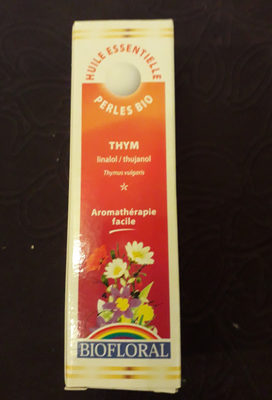 HUILE ESSENTIELLE
PERLES BIO
THYM
linalol / thujanol
Thymus vulgaris
Aromathérapie
facile
BIOFLORAL